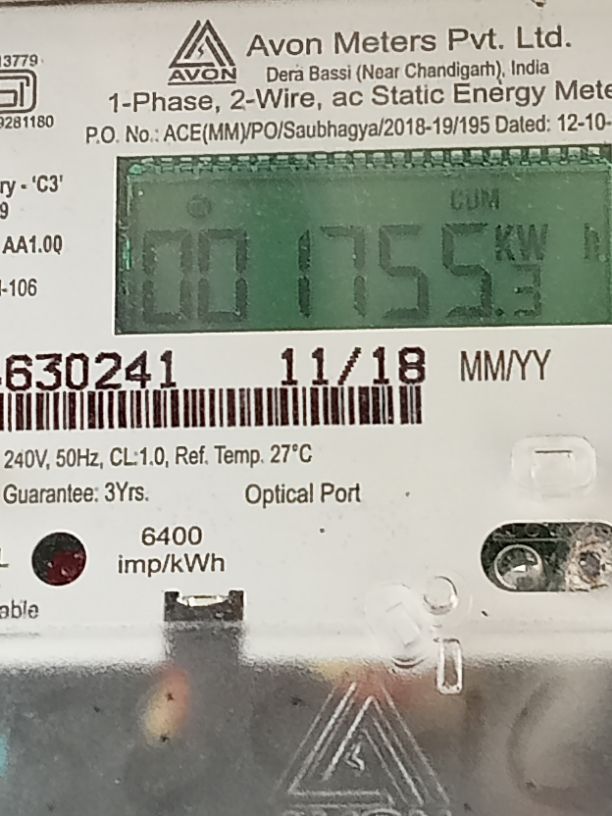 13779
9281180
AVON
Avon Meters Pvt. Ltd.
Dera Bassi (Near Chandigarh), India
1-Phase, 2-Wire, ac Static Energy Mete
P.O. No.: ACE(MM)/PO/Saubhagya/2018-19/195 Dated: 12-10-
ry - 'C3'
9
AA1.00
-106
CUM
001755.3 KW h
630241 11/18 MM/YY
240V, 50Hz, CL:1.0, Ref. Temp. 27°C
Guarantee: 3Yrs. Optical Port
6400
imp/kWh
able